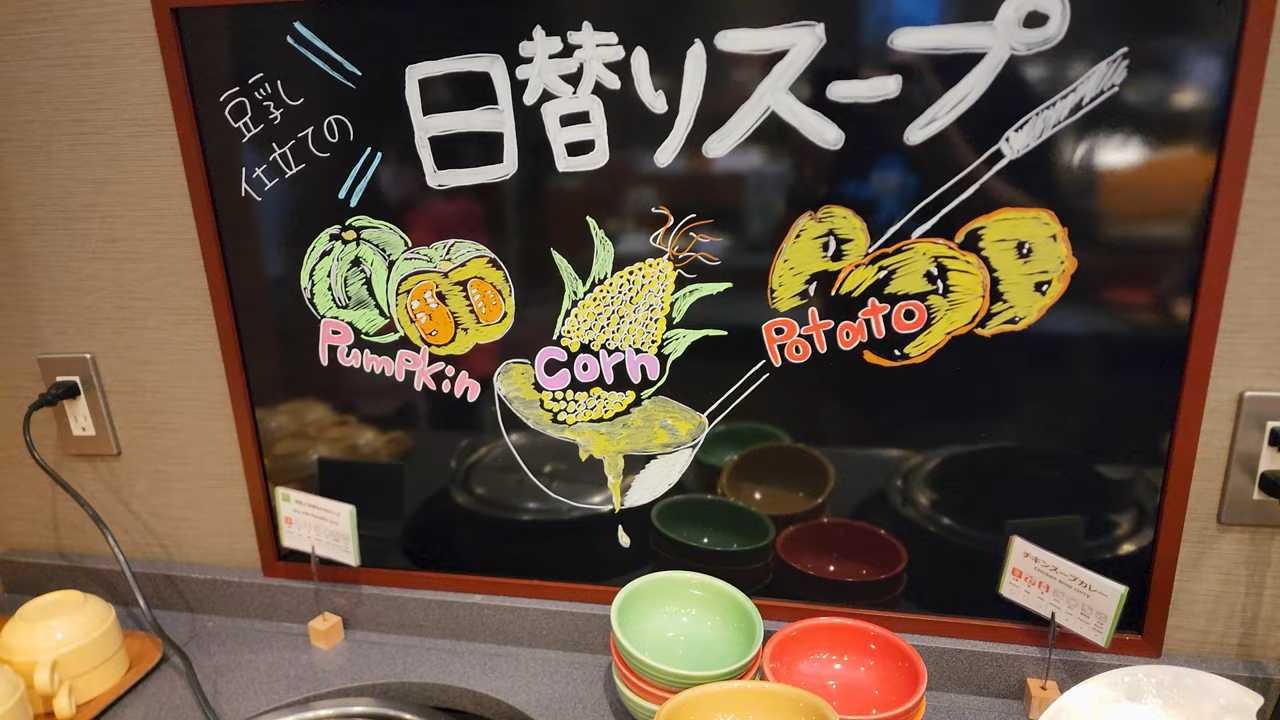 豆乳
仕立ての
日替りスープ
Pumpkin
Corn
Potato
チキンスープカレー